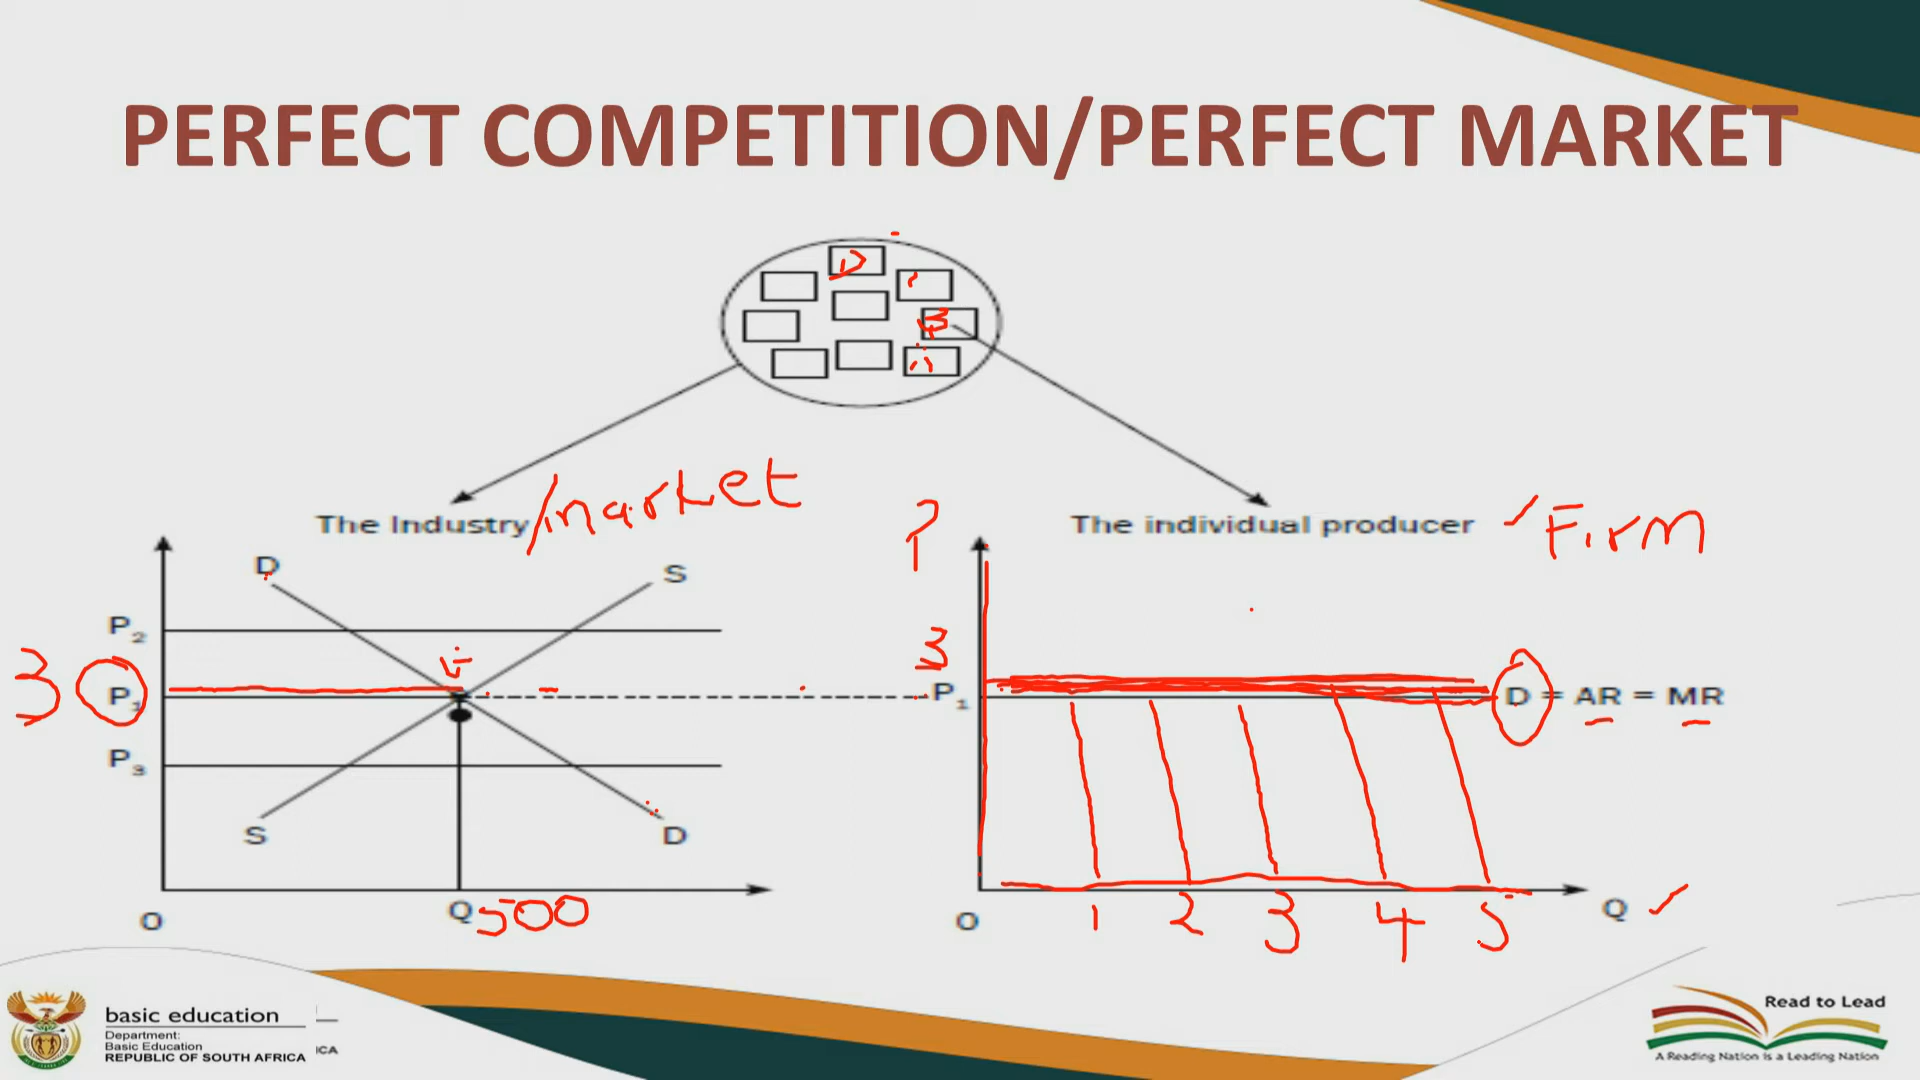 PERFECT COMPETITION/PERFECT MARKET
D
B
The Industry/market
The individual producer
Firm
P
D
S
P2
3
P1
3
P1
D = AR = MR
P3
S
D
O
Q 500
O
1 2 3 4 5
Q
basic education
Department:
Basic Education
REPUBLIC OF SOUTH AFRICA
ICA
Read to Lead
A Reading Nation is a Leading Nation